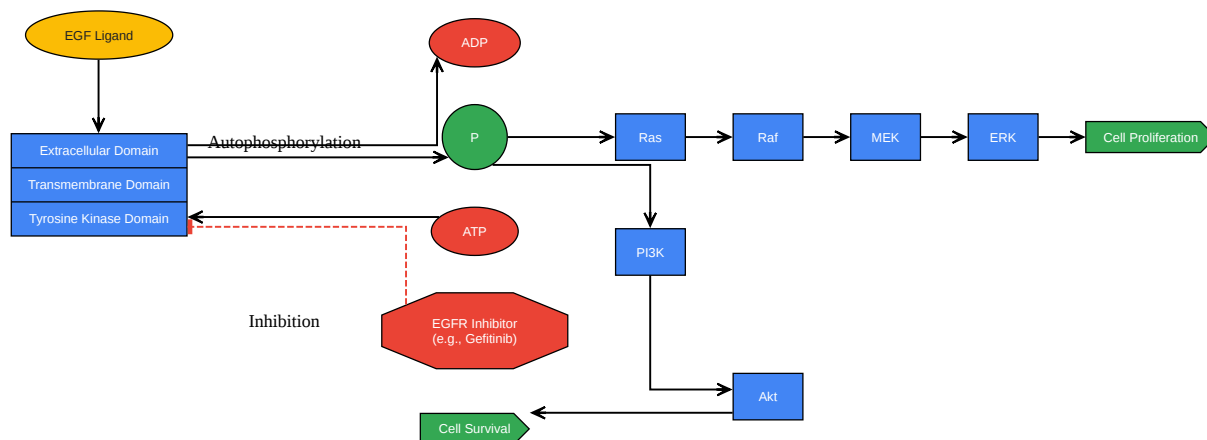 EGF Ligand
ADP
Autophosphorylation
P
Ras
Raf
MEK
ERK
Cell Proliferation
Extracellular Domain
Transmembrane Domain
Tyrosine Kinase Domain
ATP
PI3K
Inhibition
EGFR Inhibitor
(e.g., Gefitinib)
Akt
Cell Survival